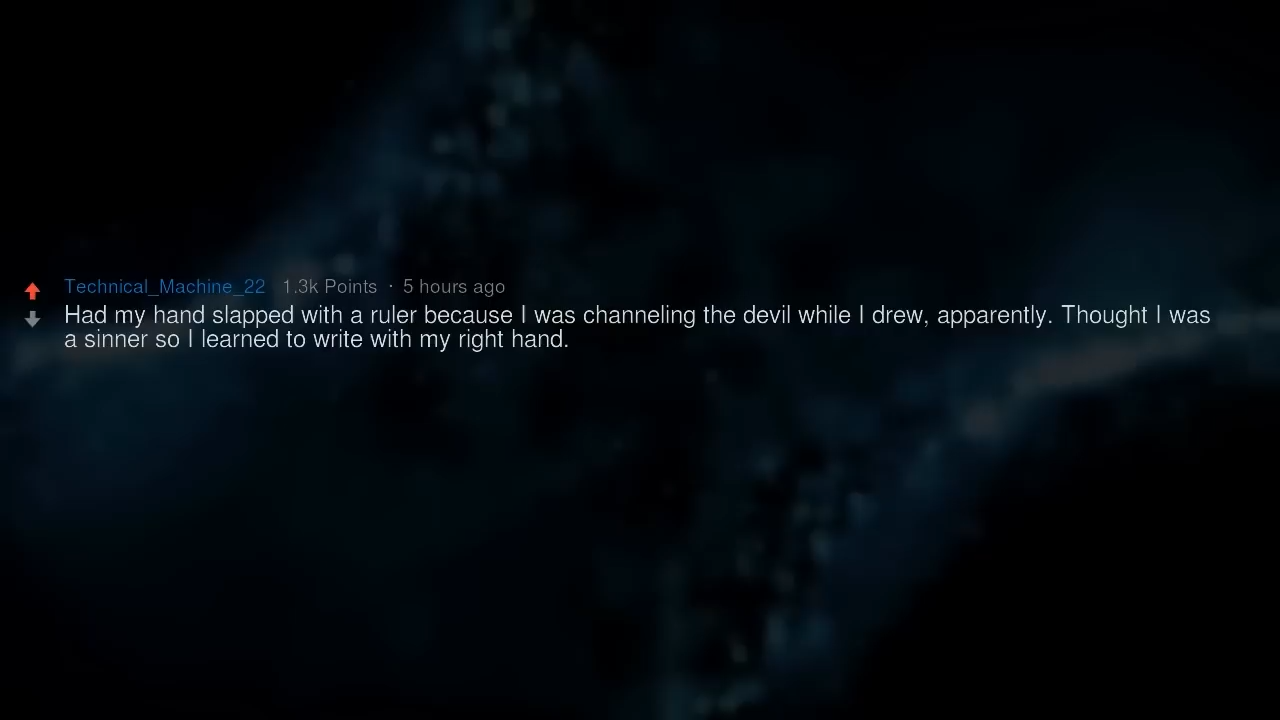 Technical_Machine_22 1.3k Points · 5 hours ago
Had my hand slapped with a ruler because I was channeling the devil while I drew, apparently. Thought I was
a sinner so I learned to write with my right hand.